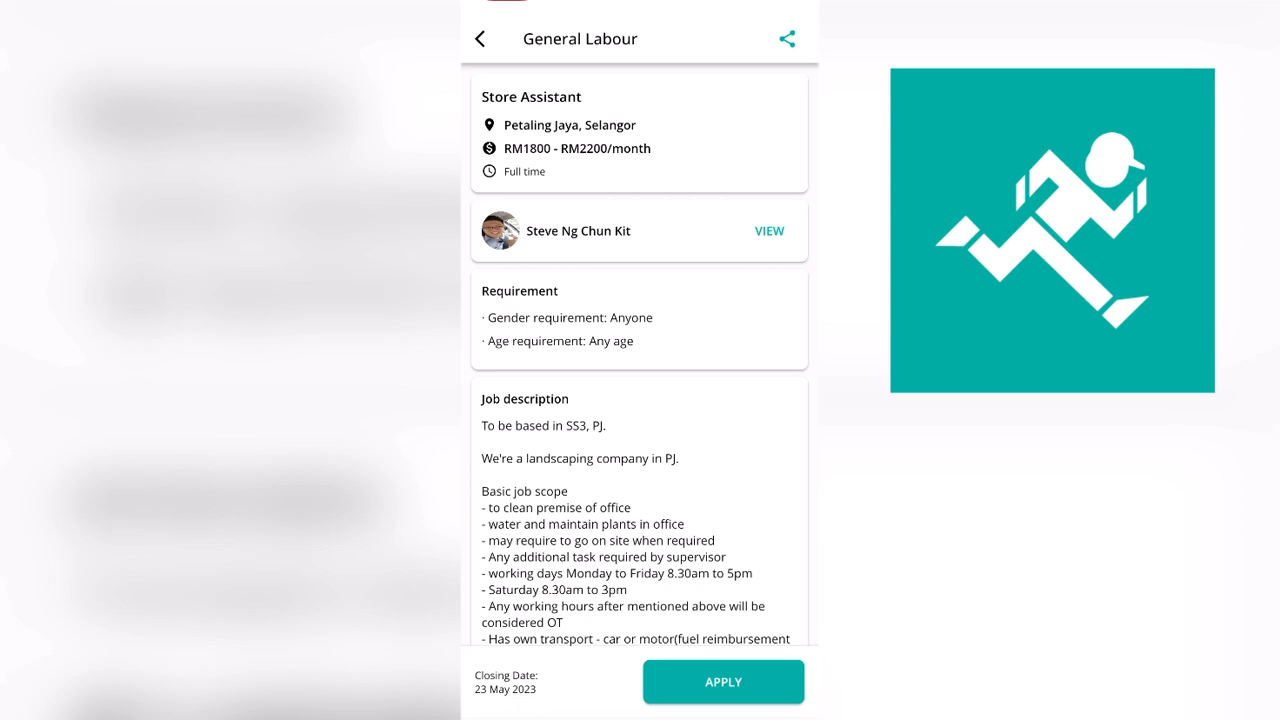 General Labour
Store Assistant
Petaling Jaya, Selangor
RM1800 - RM2200/month
Full time
Steve Ng Chun Kit
VIEW
Requirement
· Gender requirement: Anyone
· Age requirement: Any age
Job description
To be based in SS3, PJ.
We're a landscaping company in PJ.
Basic job scope
- to clean premise of office
- water and maintain plants in office
- may require to go on site when required
- Any additional task required by supervisor
- working days Monday to Friday 8.30am to 5pm
- Saturday 8.30am to 3pm
- Any working hours after mentioned above will be
considered OT
- Has own transport - car or motor(fuel reimbursement
Closing Date:
23 May 2023
APPLY